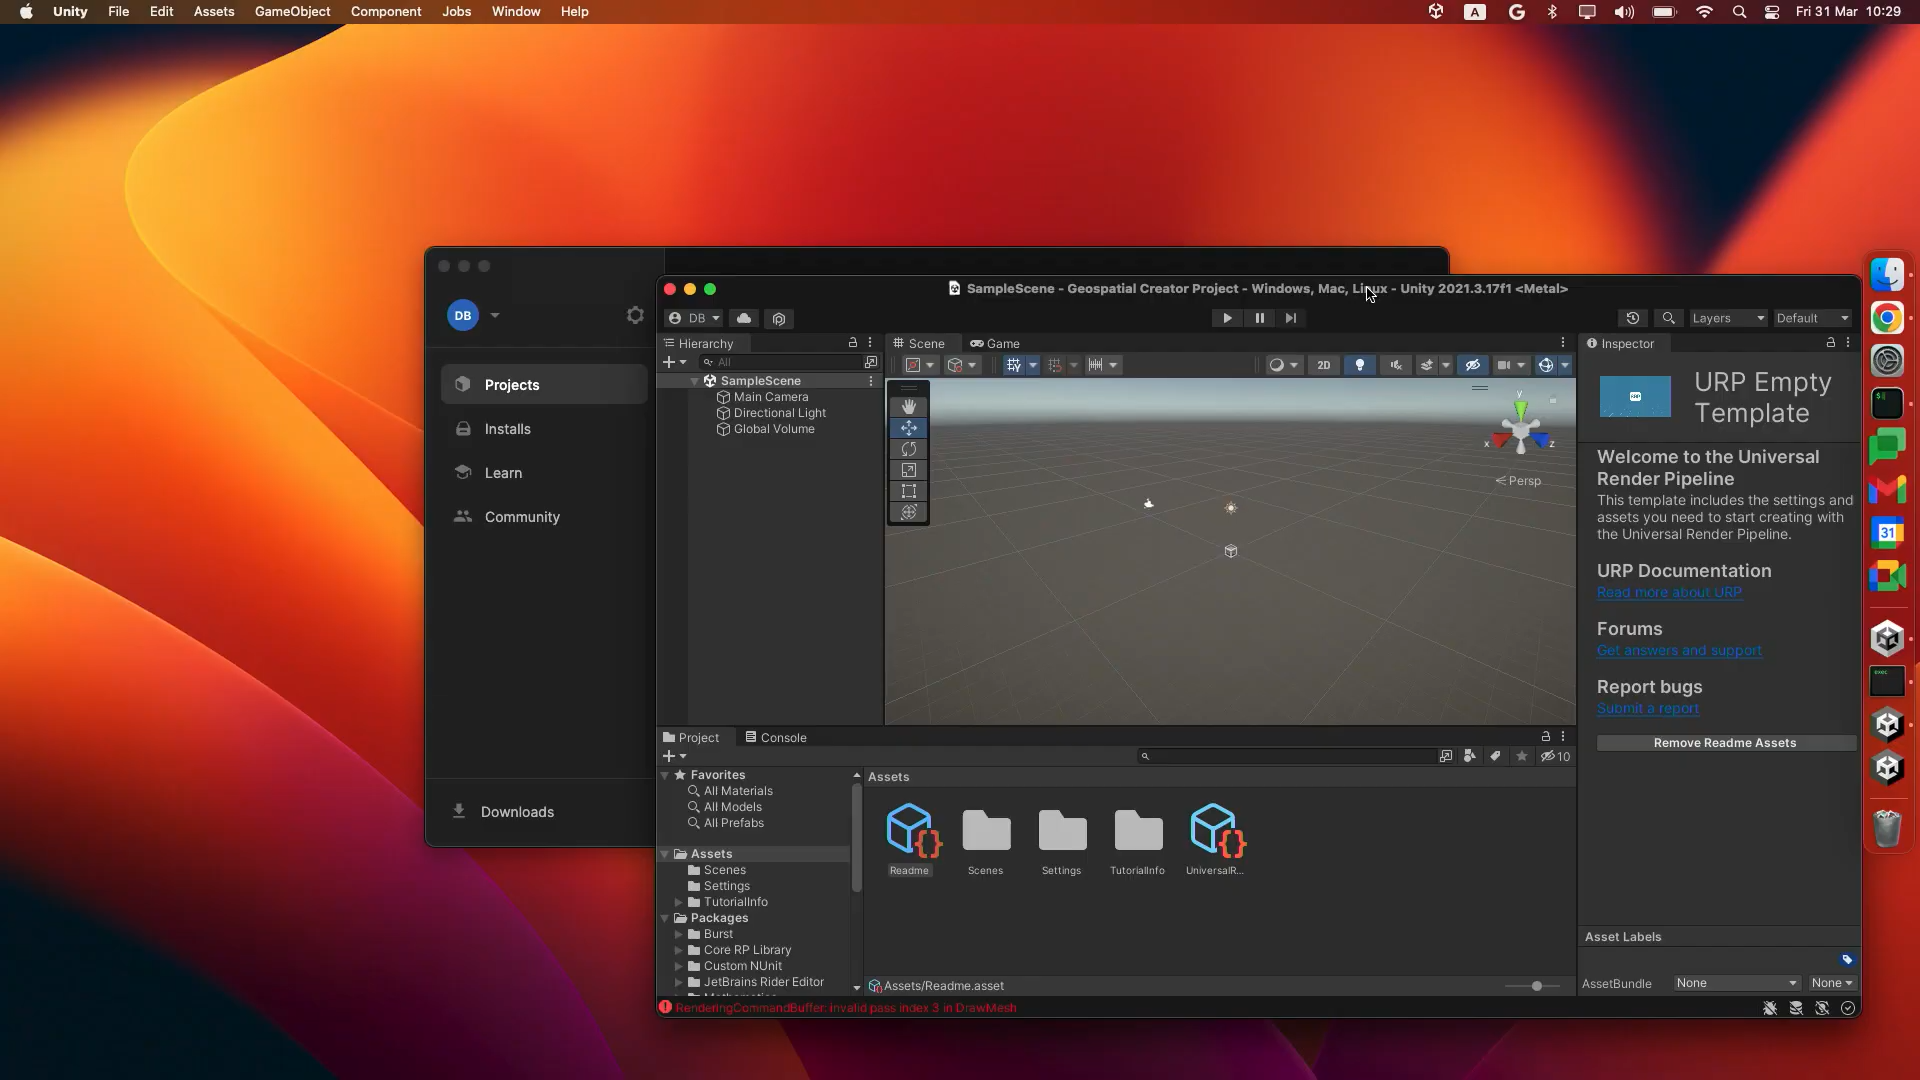 Unity File Edit Assets GameObject Component Jobs Window Help
A
Fri 31 Mar 10:29
DB
Projects
Installs
Learn
Community
Downloads
SampleScene - Geospatial Creator Project - Windows, Mac, Linux - Unity 2021.3.17f1 <Metal>
DB
Layers
Default
Hierarchy
All
SampleScene
Main Camera
Directional Light
Global Volume
Scene
Game
2D
y
x
z
Persp
Inspector
URP
URP Empty
Template
Welcome to the Universal
Render Pipeline
This template includes the settings and
assets you need to start creating with
the Universal Render Pipeline.
URP Documentation
Read more about URP
Forums
Get answers and support
Report bugs
Submit a report
Remove Readme Assets
Project
Console
10
Favorites
All Materials
All Models
All Prefabs
Assets
Scenes
Settings
TutorialInfo
Packages
Burst
Core RP Library
Custom NUnit
JetBrains Rider Editor
Assets
Readme
Scenes
Settings
TutorialInfo
UniversalR...
Assets/Readme.asset
Asset Labels
AssetBundle
None
None
RenderingCommandBuffer: invalid pass index 3 in DrawMesh
31
exec